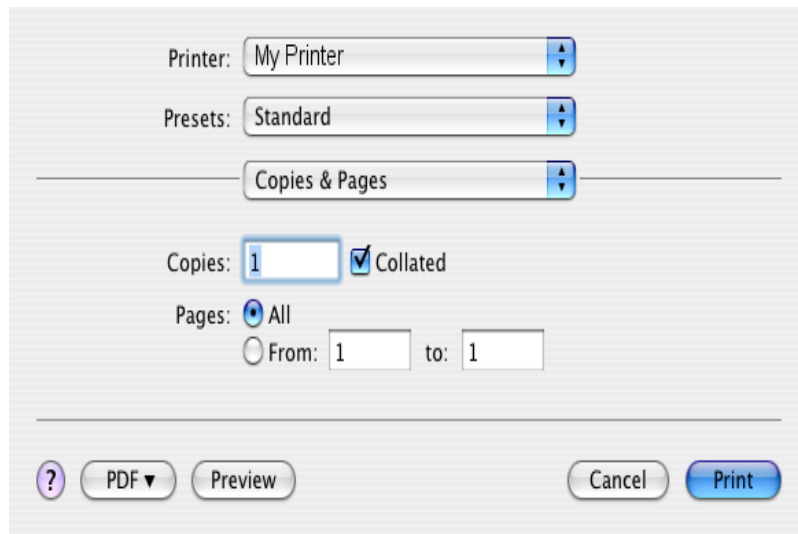 Printer: My Printer
Presets: Standard
Copies & Pages
Copies: 1 Collated
Pages: All
From: 1 to: 1
? PDF▼ Preview Cancel Print